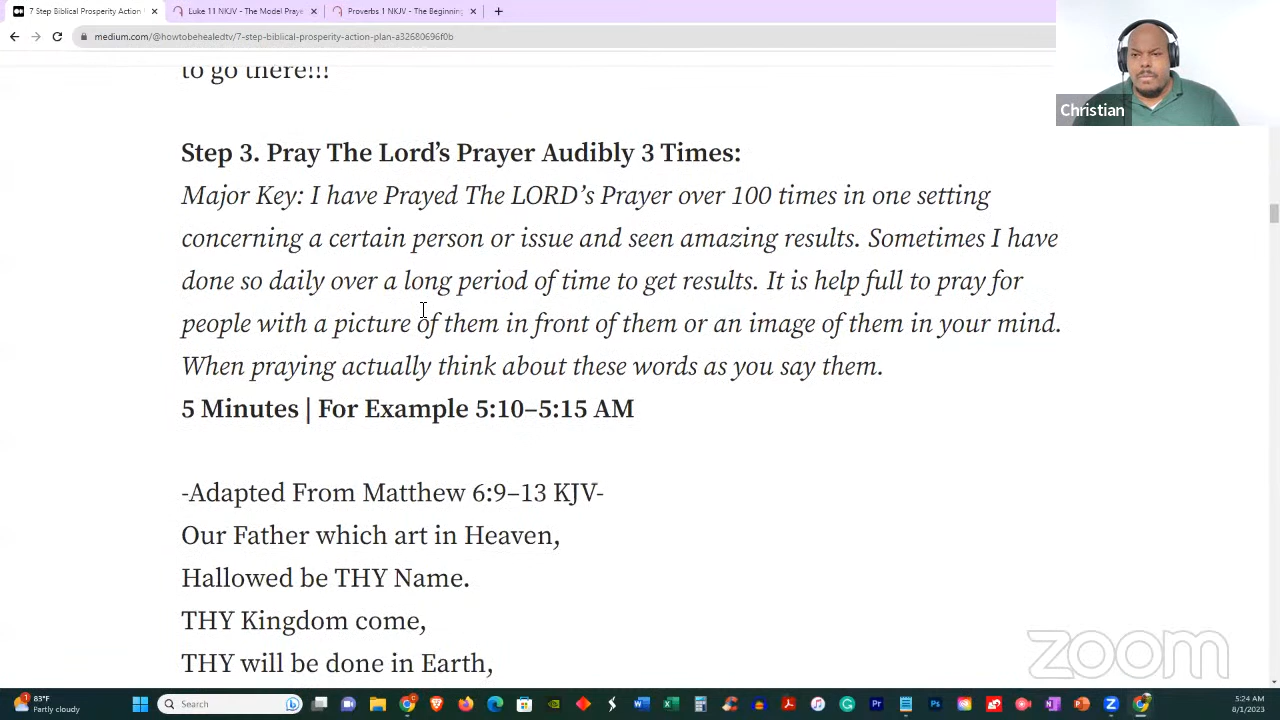 7 Step Biblical Prosperity Action
Luke 11 NKJV - The Model Praye
Proverbs 1 NKJV - The Beginning
medium.com/@howtobehealedtv/7-step-biblical-prosperity-action-plan-a32680696f0b
to go there!!!
Christian
Step 3. Pray The Lord's Prayer Audibly 3 Times:
Major Key: I have Prayed The LORD's Prayer over 100 times in one setting
concerning a certain person or issue and seen amazing results. Sometimes I have
done so daily over a long period of time to get results. It is help full to pray for
people with a picture of them in front of them or an image of them in your mind.
When praying actually think about these words as you say them.
5 Minutes | For Example 5:10–5:15 AM
-Adapted From Matthew 6:9–13 KJV-
Our Father which art in Heaven,
Hallowed be THY Name.
THY Kingdom come,
THY will be done in Earth,
zoom
83°F
Partly cloudy
Search
5:24 AM
8/1/2023